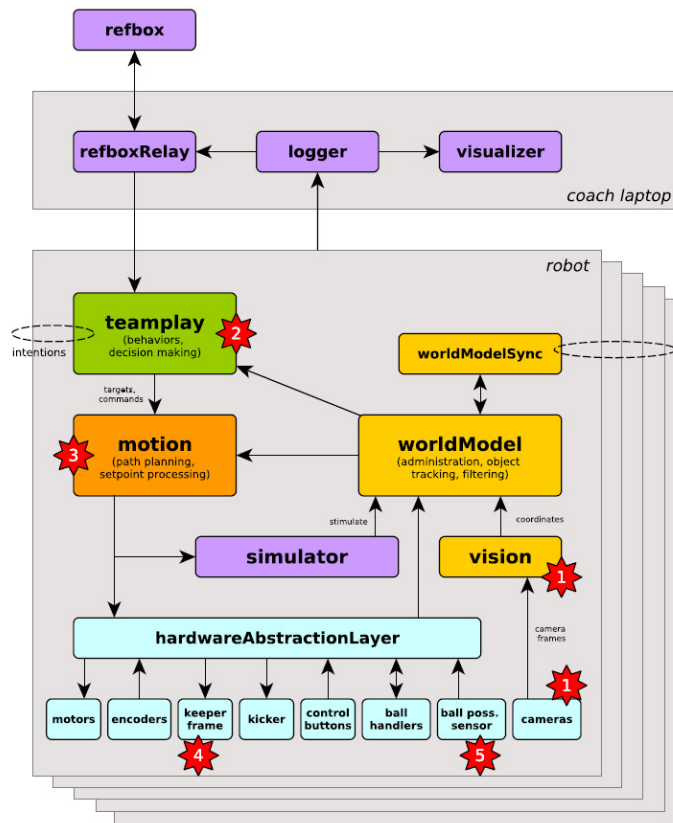 refbox
refboxRelay
logger
visualizer
coach laptop
robot
teamplay
(behaviors,
decision making)
2
intentions
worldModelSync
targets,
commands
motion
(path planning,
setpoint processing)
3
worldModel
(administration, object
tracking, filtering)
stimulate
coordinates
simulator
vision
1
hardwareAbstractionLayer
camera
frames
1
motors
encoders
keeper
frame
kicker
control
buttons
ball
handlers
ball poss.
sensor
cameras
4
5